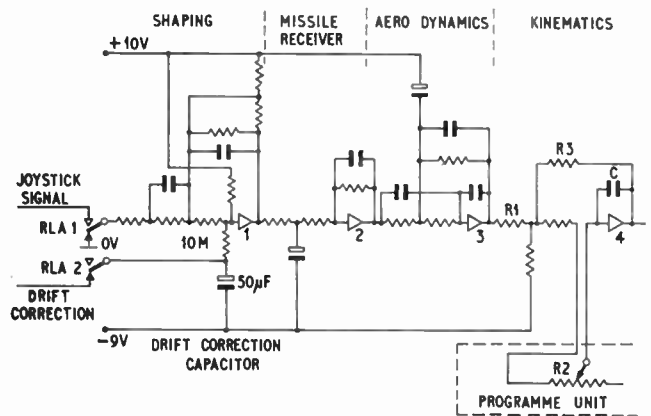 SHAPING
MISSILE
RECEIVER
AERO DYNAMICS
KINEMATICS
+10V
R3
C
JOYSTICK
SIGNAL
RLA 1
0V
10M
1
2
3
R1
4
RLA 2
50µF
DRIFT
CORRECTION
-9V
DRIFT CORRECTION
CAPACITOR
R2
PROGRAMME UNIT